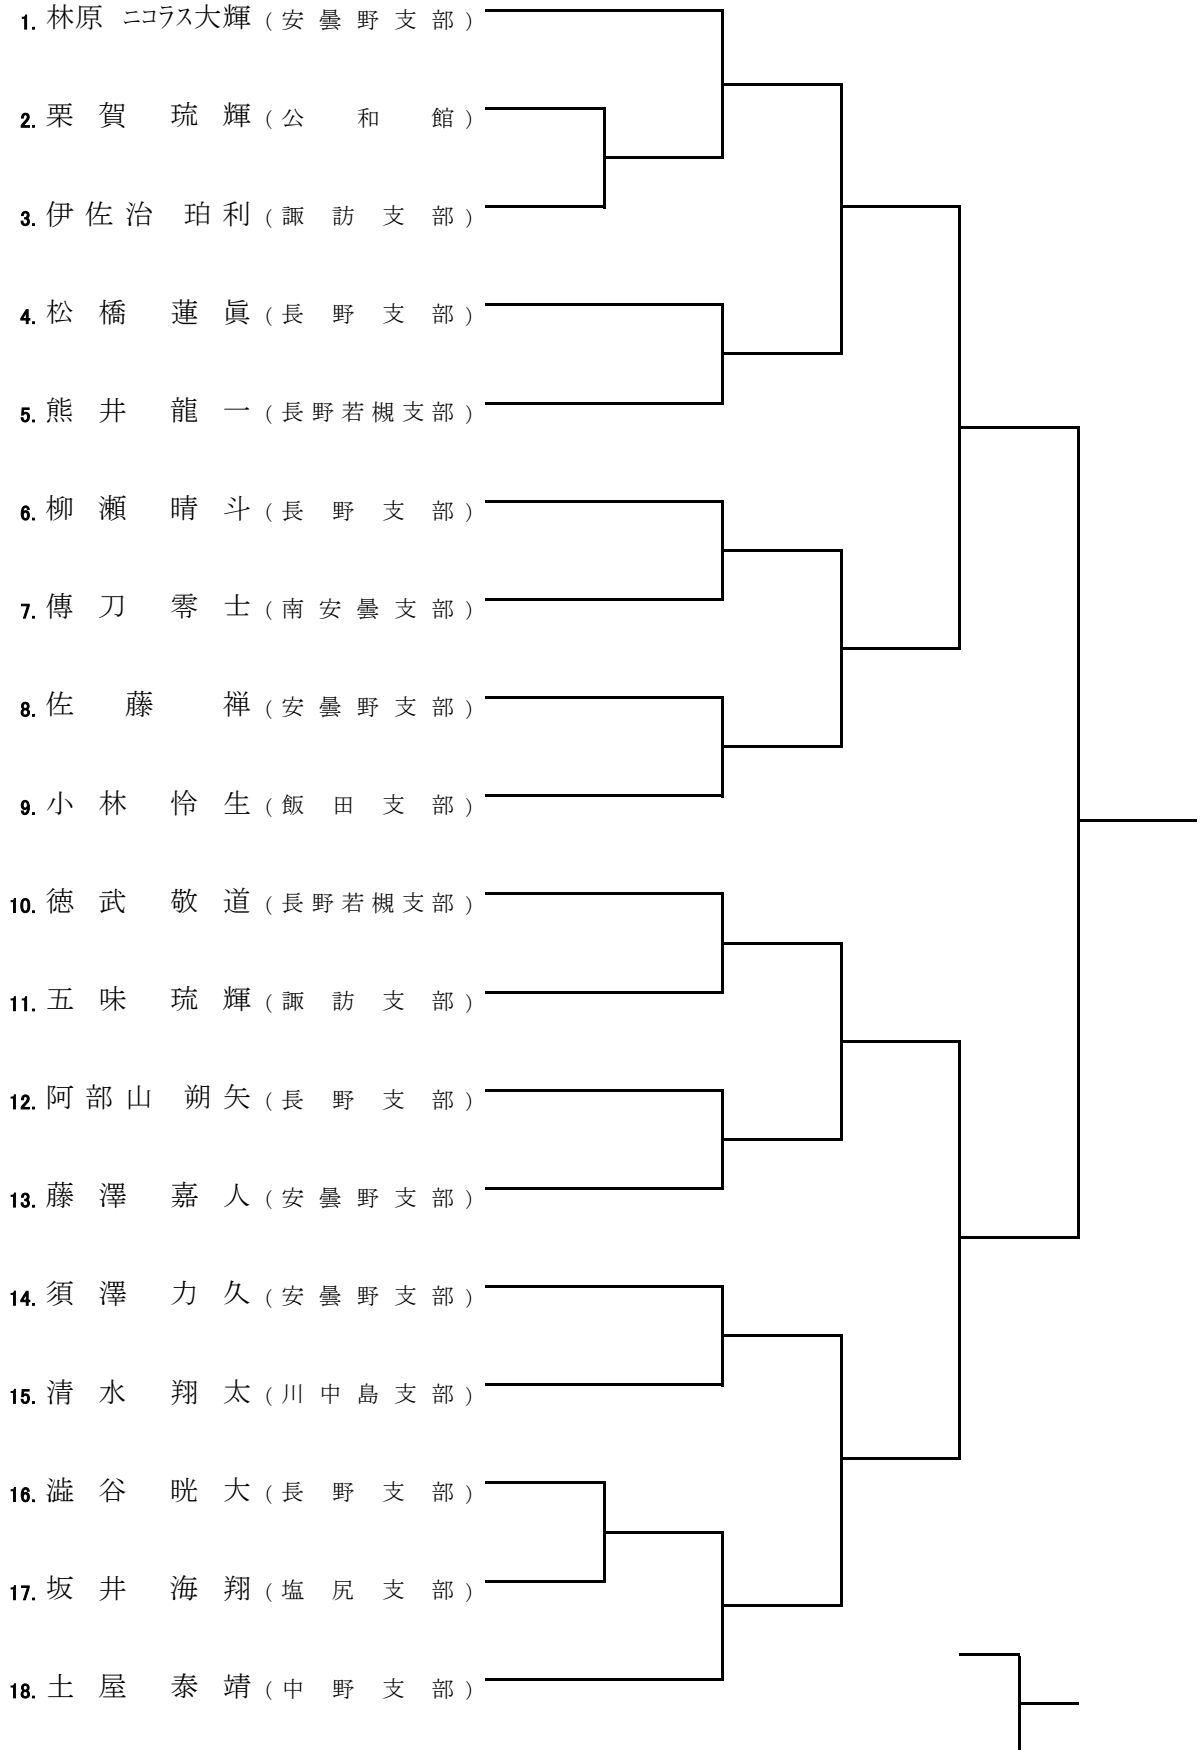 1. 林原 ニコラス大輝 (安曇野支部)
2. 栗賀 琉輝 (公和館)
3. 伊佐治 珀利 (諏訪支部)
4. 松橋 蓮眞 (長野支部)
5. 熊井 龍一 (長野若槻支部)
6. 柳瀬 晴斗 (長野支部)
7. 傳刀 零士 (南安曇支部)
8. 佐藤 禅 (安曇野支部)
9. 小林 怜生 (飯田支部)
10. 徳武 敬道 (長野若槻支部)
11. 五味 琉輝 (諏訪支部)
12. 阿部山 朔矢 (長野支部)
13. 藤澤 嘉人 (安曇野支部)
14. 須澤 力久 (安曇野支部)
15. 清水 翔太 (川中島支部)
16. 澁谷 晄大 (長野支部)
17. 坂井 海翔 (塩尻支部)
18. 土屋 泰靖 (中野支部)